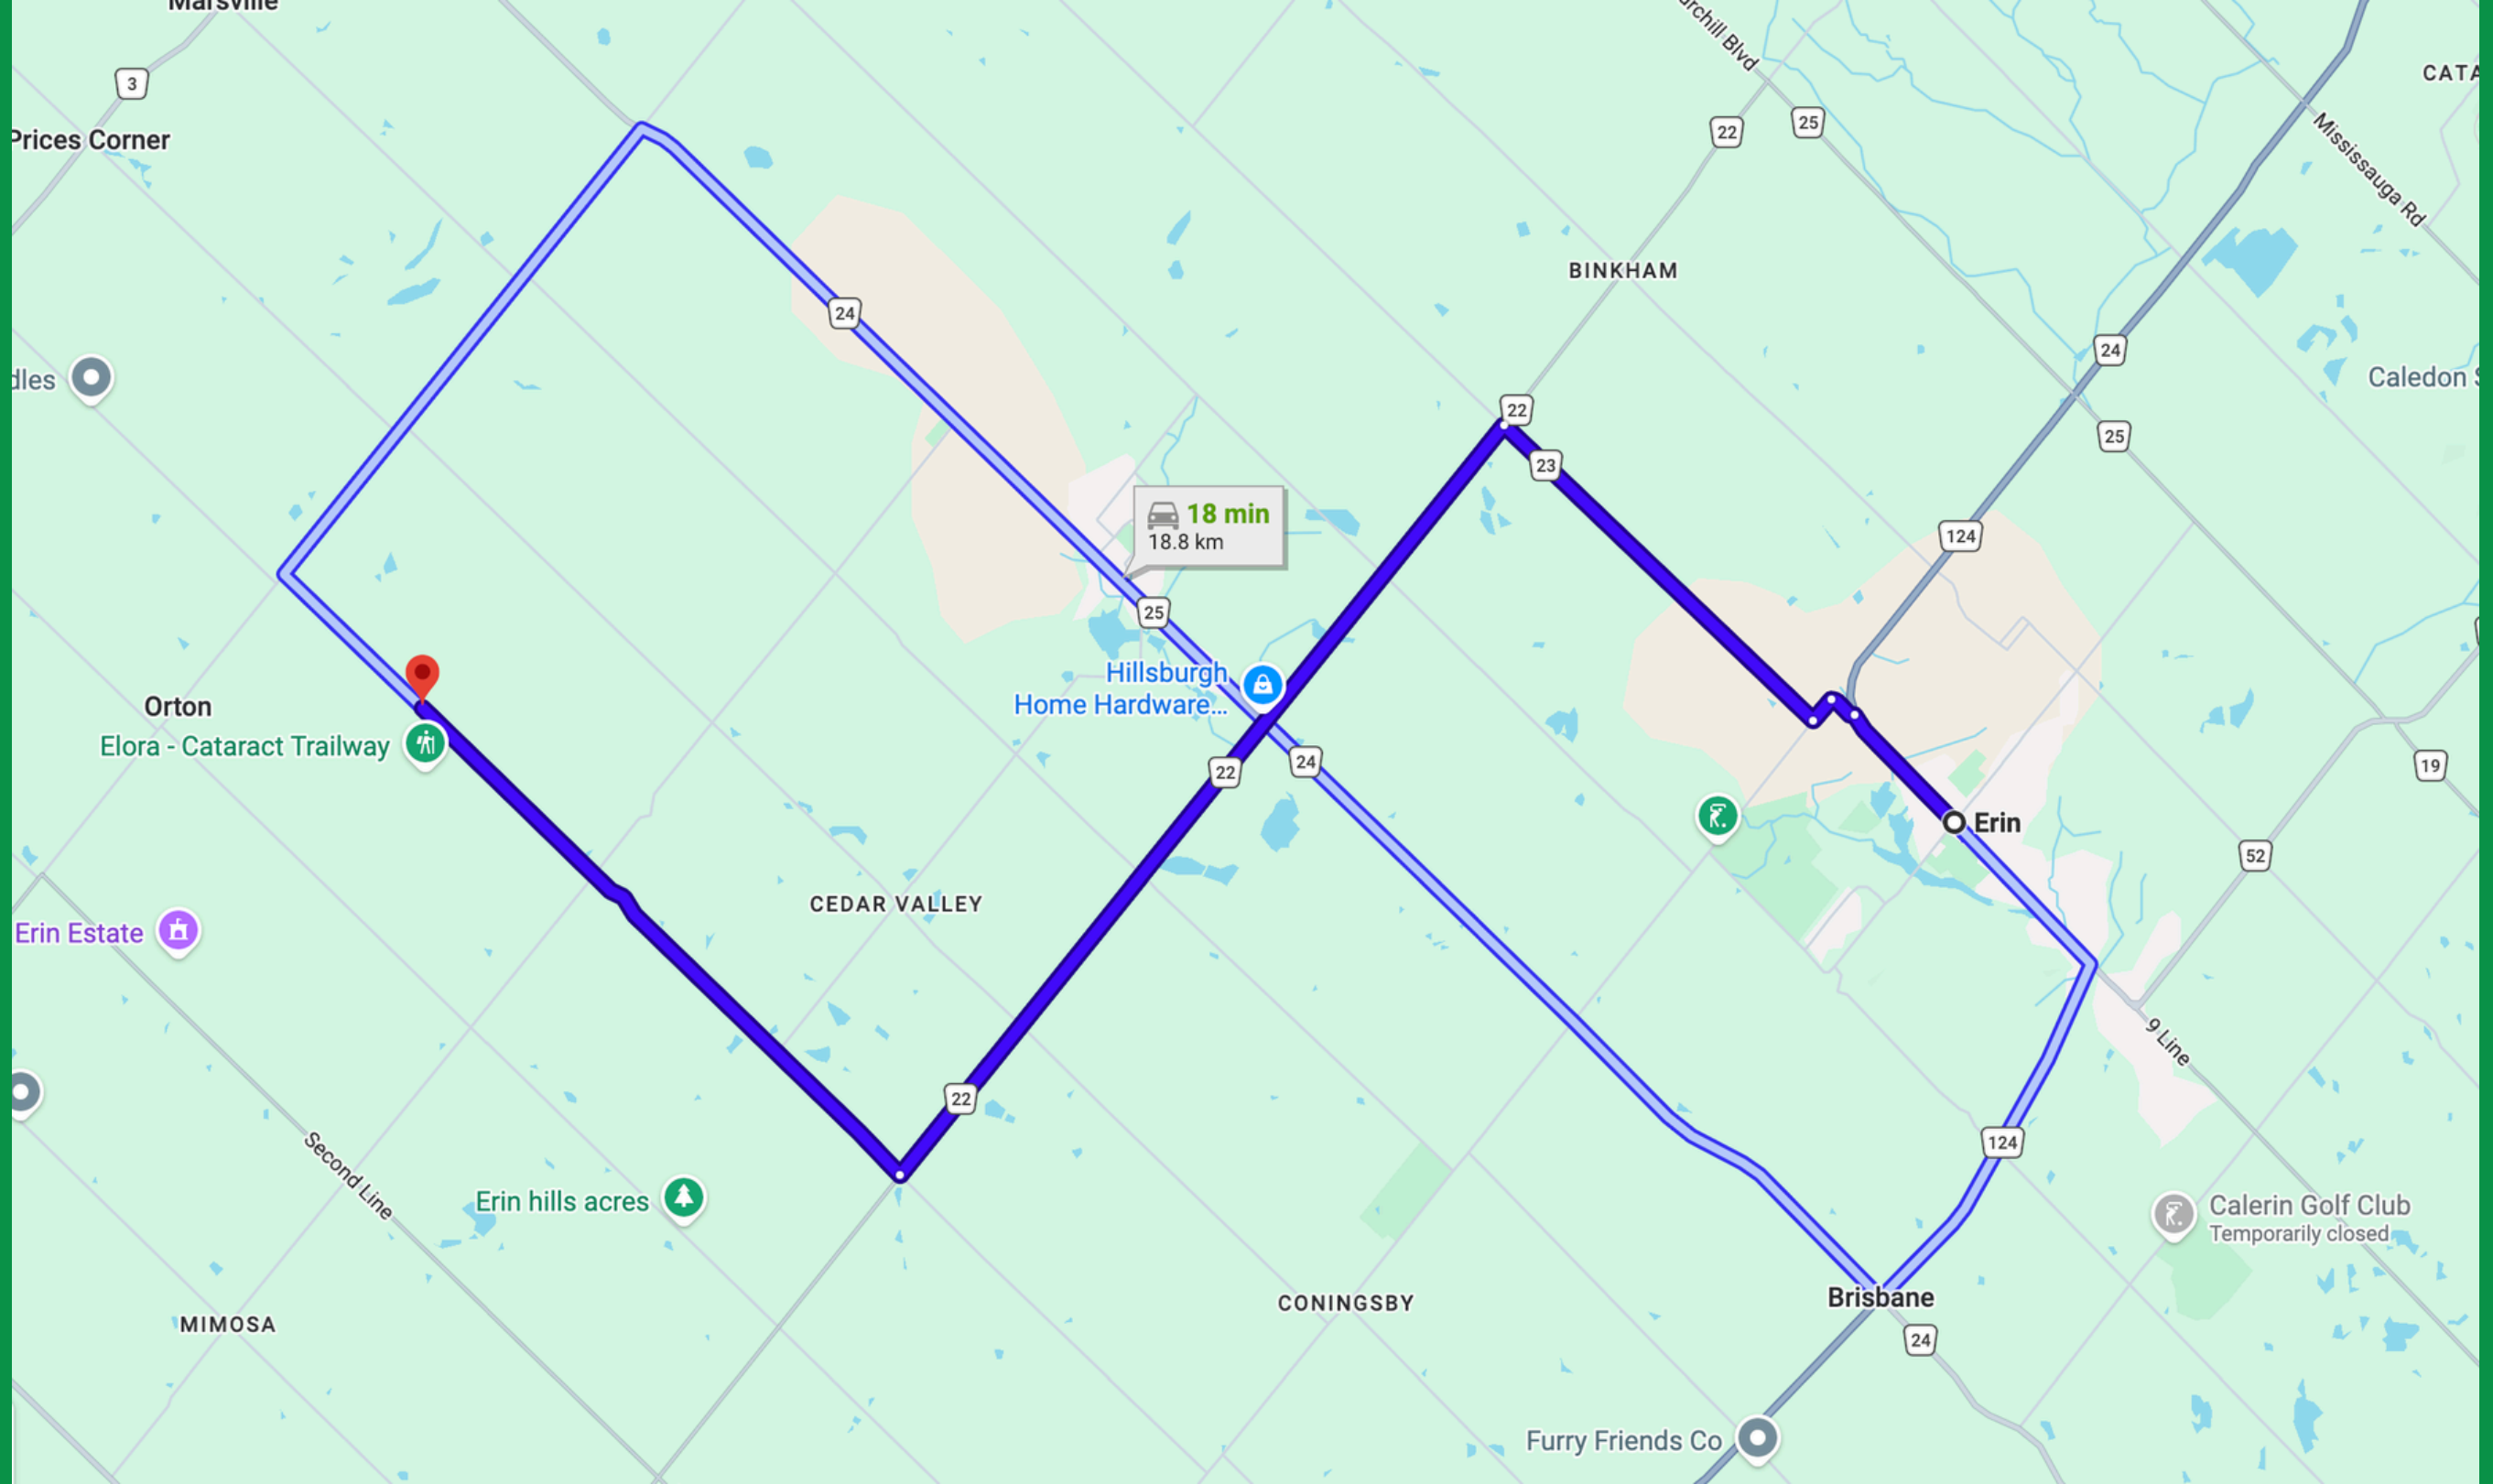 Marsville
3
Prices Corner
22
25
Mississauga Rd
BINKHAM
24
24
dles
22
25
23
18 min
18.8 km
124
25
Hillsburgh
Home Hardware...
Orton
Elora - Cataract Trailway
22
24
19
Erin
52
CEDAR VALLEY
Erin Estate
9 Line
22
124
Second Line
Erin hills acres
Calerin Golf Club
Temporarily closed
Brisbane
CONINGSBY
MIMOSA
24
Furry Friends Co
Caledon
CATA
urchill Blvd